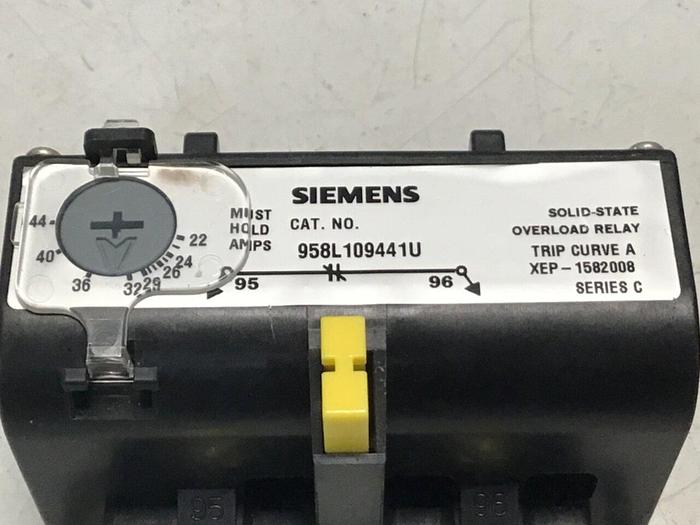 SIEMENS
MUST
HOLD
AMPS
CAT. NO.
958L109441U
SOLID-STATE
OVERLOAD RELAY
TRIP CURVE A
XEP-1582008
SERIES C
44
40
36
32
29
26
24
22
95
96
95
96